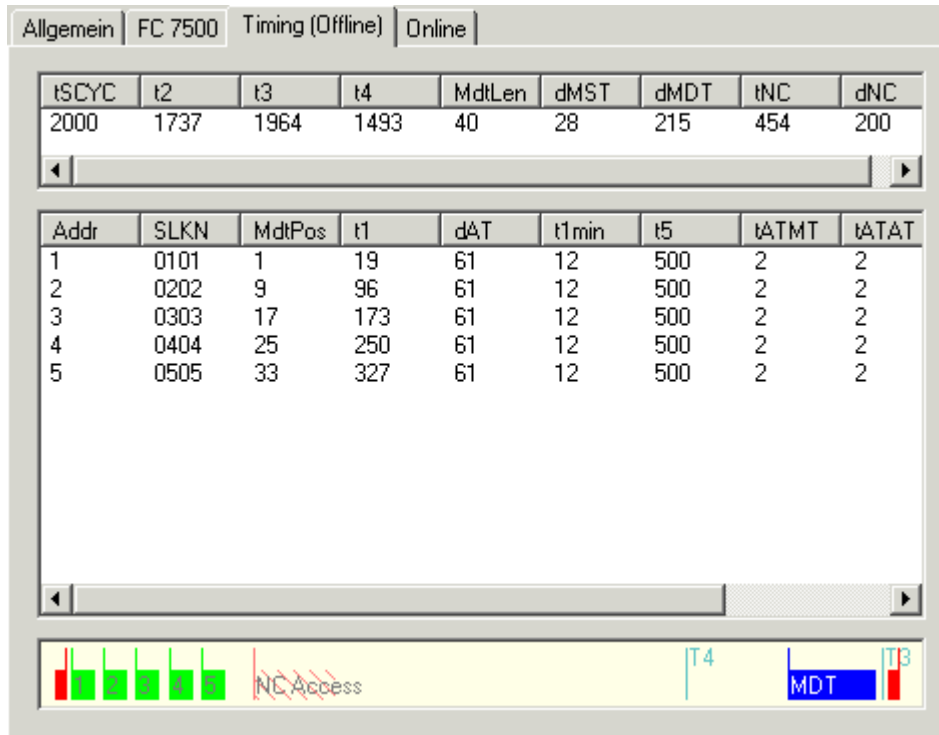 Allgemein FC 7500 Timing (Offline) Online
tSCYC t2 t3 t4 MdtLen dMST dMDT tNC dNC
2000 1737 1964 1493 40 28 215 454 200
Addr SLKN MdtPos t1 dAT t1min t5 tATMT tATAT
1 0101 1 19 61 12 500 2 2
2 0202 9 96 61 12 500 2 2
3 0303 17 173 61 12 500 2 2
4 0404 25 250 61 12 500 2 2
5 0505 33 327 61 12 500 2 2
T4 T3
1 2 3 4 5 NC Access MDT